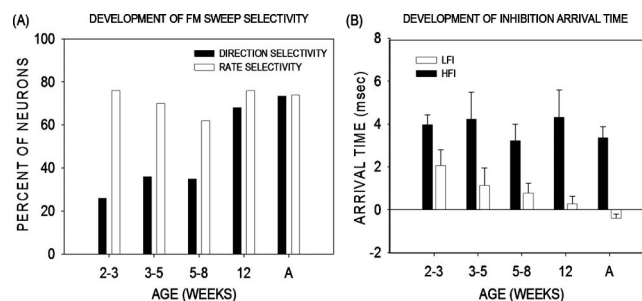 (A) DEVELOPMENT OF FM SWEEP SELECTIVITY
DIRECTION SELECTIVITY
RATE SELECTIVITY
PERCENT OF NEURONS
100
80
60
40
20
0
2-3 3-5 5-8 12 A
AGE (WEEKS)
(B) DEVELOPMENT OF INHIBITION ARRIVAL TIME
LFI
HFI
ARRIVAL TIME (msec)
8
6
4
2
0
-2
2-3 3-5 5-8 12 A
AGE (WEEKS)